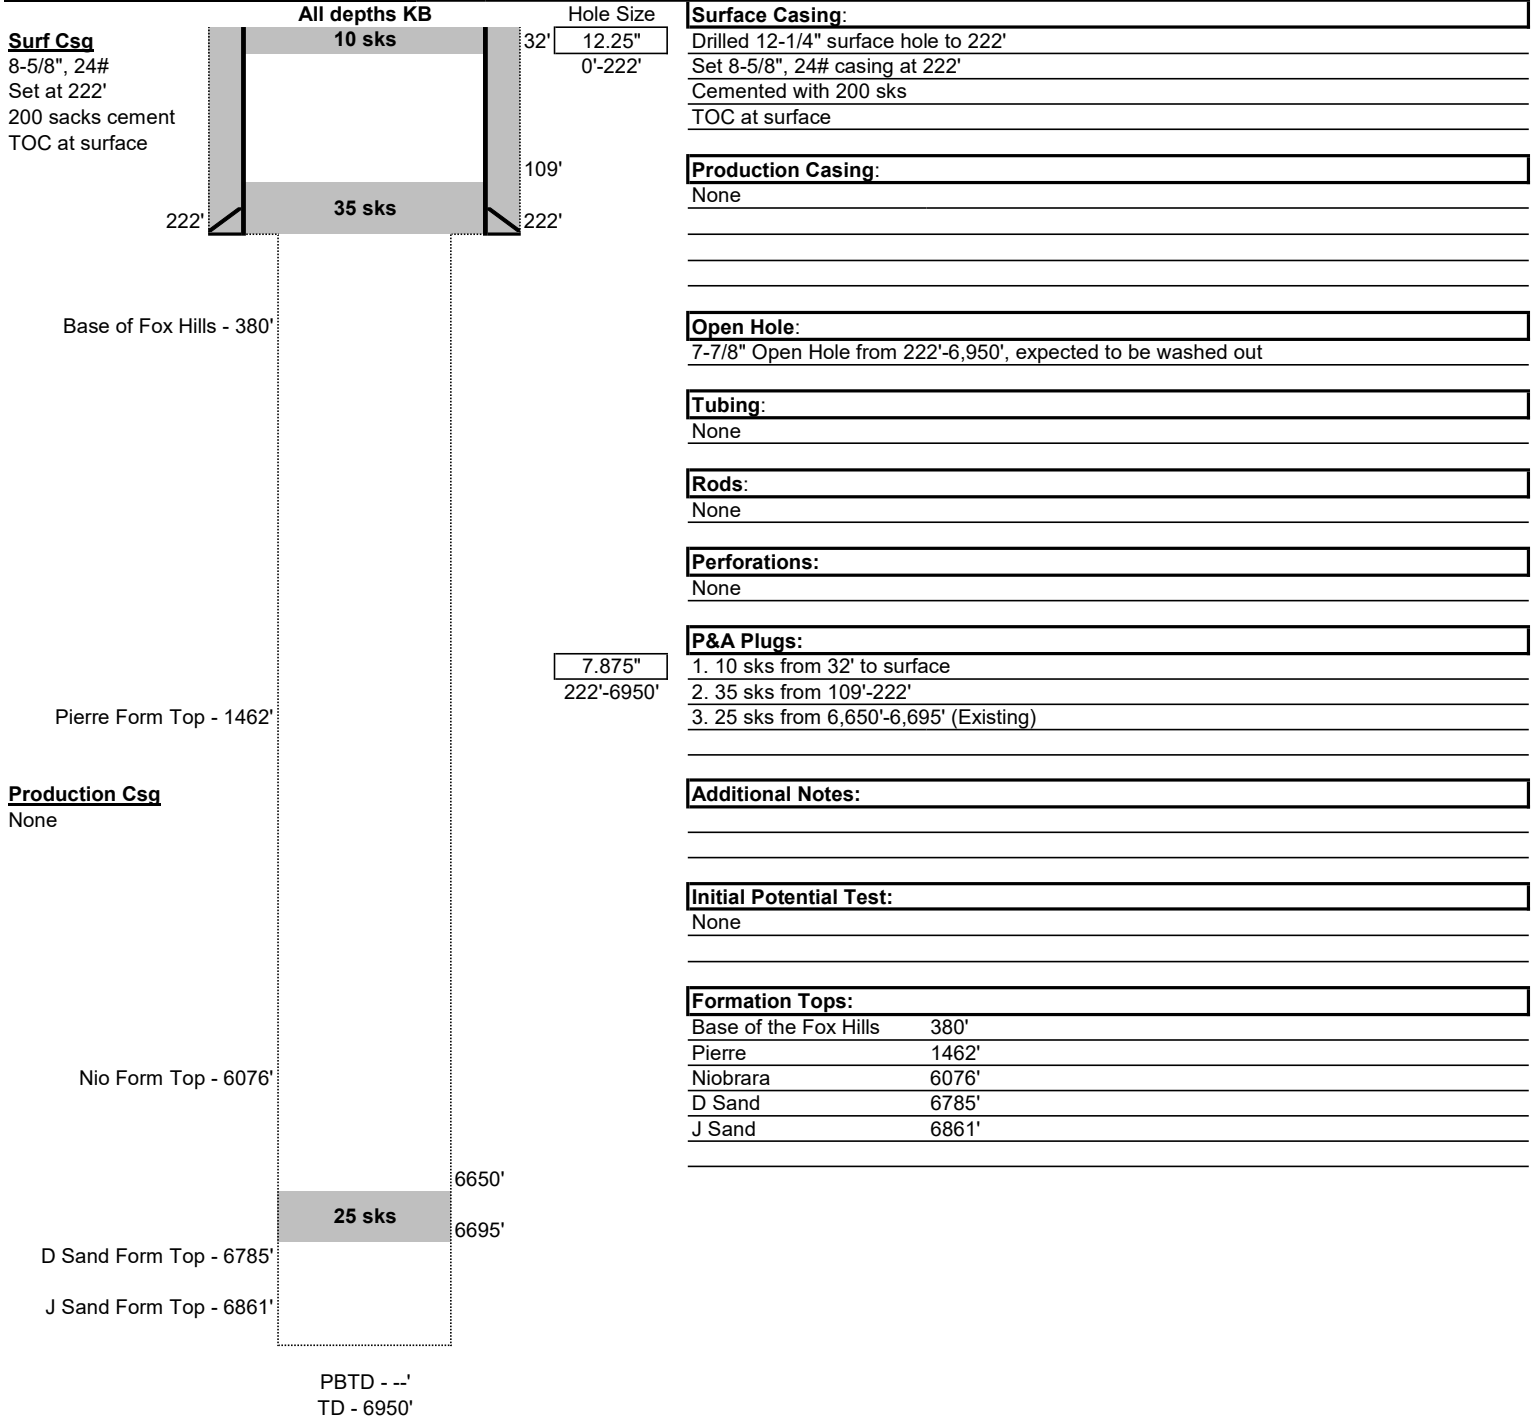 All depths KB
Hole Size
Surf Csg
10 sks
32'
12.25"
8-5/8", 24#
0'-222'
Set at 222'
200 sacks cement
TOC at surface
109'
35 sks
222'
222'
Base of Fox Hills - 380'
7.875"
222'-6950'
Pierre Form Top - 1462'
Production Csg
None
Nio Form Top - 6076'
6650'
25 sks
6695'
D Sand Form Top - 6785'
J Sand Form Top - 6861'
PBTD - --'
TD - 6950'
Surface Casing:
Drilled 12-1/4" surface hole to 222'
Set 8-5/8", 24# casing at 222'
Cemented with 200 sks
TOC at surface
Production Casing:
None
Open Hole:
7-7/8" Open Hole from 222'-6,950', expected to be washed out
Tubing:
None
Rods:
None
Perforations:
None
P&A Plugs:
1. 10 sks from 32' to surface
2. 35 sks from 109'-222'
3. 25 sks from 6,650'-6,695' (Existing)
Additional Notes:
Initial Potential Test:
None
Formation Tops:
Base of the Fox Hills 380'
Pierre 1462'
Niobrara 6076'
D Sand 6785'
J Sand 6861'